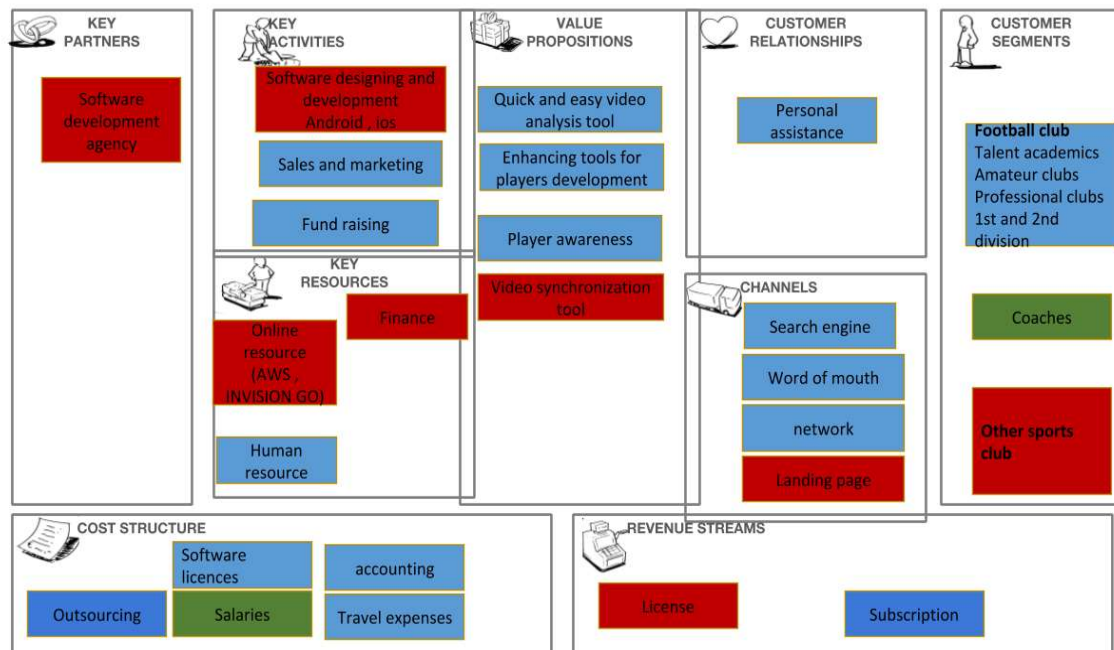 KEY
PARTNERS
Software
development
agency
KEY
ACTIVITIES
Software designing and
development
Android , ios
Sales and marketing
Fund raising
KEY
RESOURCES
Finance
Online
resource
(AWS ,
INVISION GO)
Human
resource
VALUE
PROPOSITIONS
Quick and easy video
analysis tool
Enhancing tools for
players development
Player awareness
Video synchronization
tool
CUSTOMER
RELATIONSHIPS
Personal
assistance
CHANNELS
Search engine
Word of mouth
network
Landing page
CUSTOMER
SEGMENTS
Football club
Talent academics
Amateur clubs
Professional clubs
1st and 2nd
division
Coaches
Other sports
club
COST STRUCTURE
Software
licences
accounting
Outsourcing
Salaries
Travel expenses
REVENUE STREAMS
License
Subscription